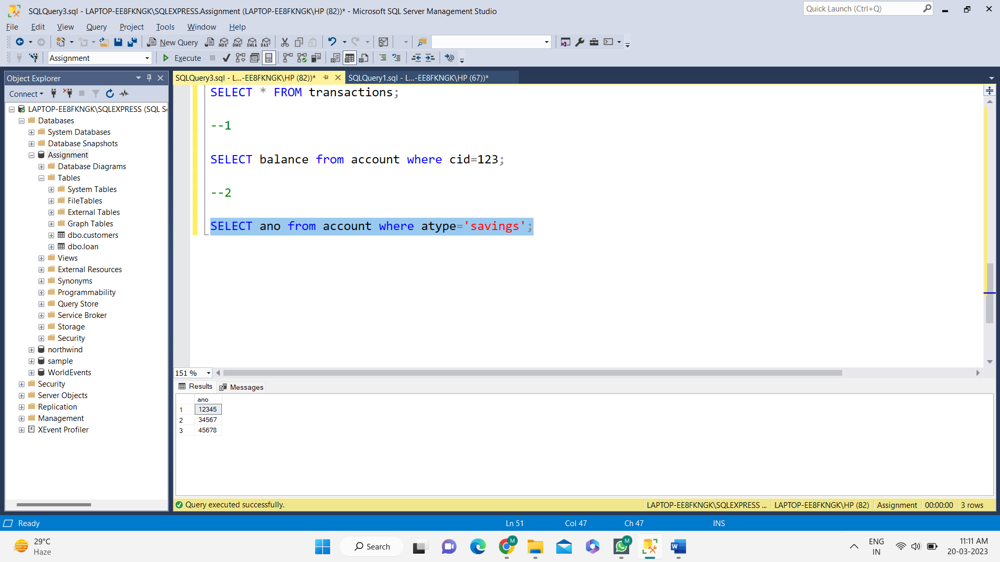 SQLQuery3.sql - LAPTOP-EE8FKNGK\SQLEXPRESS.Assignment (LAPTOP-EE8FKNGK\HP (82))* - Microsoft SQL Server Management Studio
Quick Launch (Ctrl+Q)
File Edit View Query Project Tools Window Help
New Query MDX DMX XMLA DAX
Assignment Execute
Object Explorer
SQLQuery3.sql - L...-EE8FKNGK\HP (82))*
SQLQuery1.sql - L...-EE8FKNGK\HP (67))*
Connect
LAPTOP-EE8FKNGK\SQLEXPRESS (SQL S
Databases
System Databases
Database Snapshots
Assignment
Database Diagrams
Tables
System Tables
FileTables
External Tables
Graph Tables
dbo.customers
dbo.loan
Views
External Resources
Synonyms
Programmability
Query Store
Service Broker
Storage
Security
northwind
sample
WorldEvents
Security
Server Objects
Replication
Management
XEvent Profiler
SELECT * FROM transactions;
--1
SELECT balance from account where cid=123;
--2
SELECT ano from account where atype='savings';
151 %
Results Messages
ano
1 12345
2 34567
3 45678
Query executed successfully.
LAPTOP-EE8FKNGK\SQLEXPRESS ... LAPTOP-EE8FKNGK\HP (82) Assignment 00:00:00 3 rows
Ready Ln 51 Col 47 Ch 47 INS
29°C
Haze
Search
M
M
W
ENG
IN
11:11 AM
20-03-2023